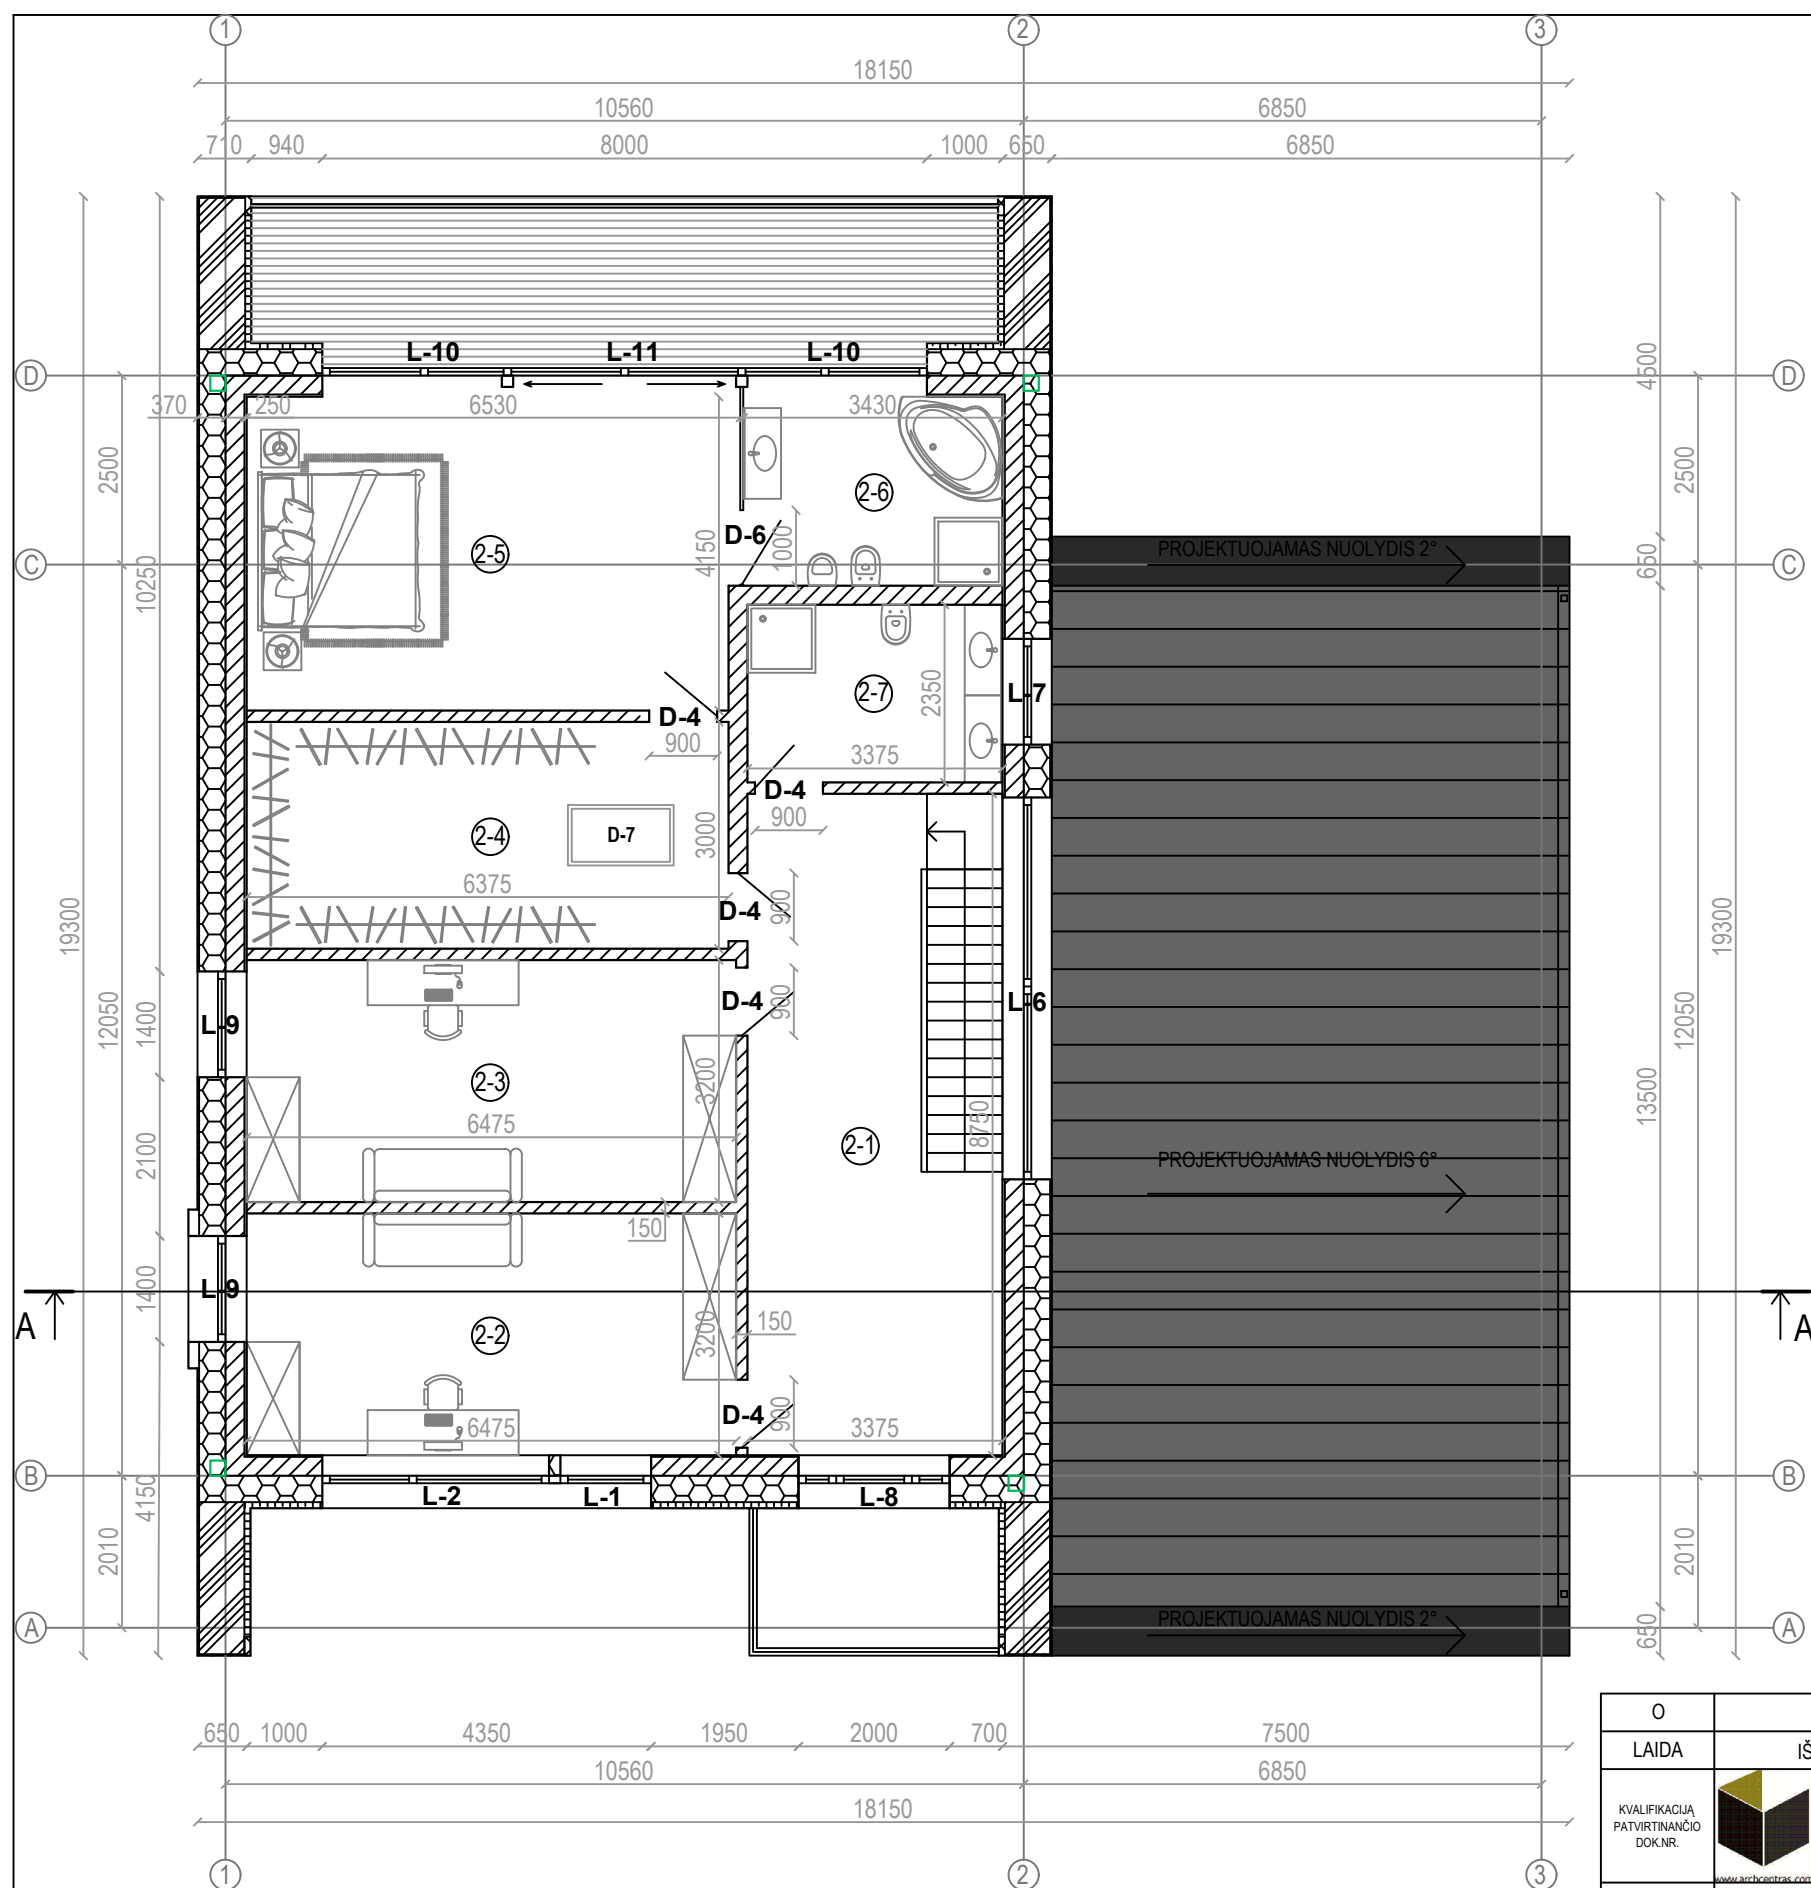 1 2 3
18150
10560 6850
710 940 8000 1000 650 6850
L-10 L-11 L-10
D D
370 250 6530 3430
4500
2500 2500
2-6
D-6 1000
2-5 4150
PROJEKTUOJAMAS NUOLYDIS 2°
C C
650
10250
2-7 2350 L-7
D-4
900 3375
D-4
900
2-4 D-7 3000
6375
D-4 900
19300 19300
D-4 900
L-9 L-6
12050 1400 12050
2-3 3200
13500
6475
2100 8750
2-1
PROJEKTUOJAMAS NUOLYDIS 6°
150
L-9 1400
A A
150
2-2 3200
D-4 900
6475 3375
B B
L-2 L-1 L-8
4150
2010 2010
PROJEKTUOJAMAS NUOLYDIS 2°
A A
650
O
650 1000 4350 1950 2000 700 7500
LAIDA IŠ
10560 6850
18150
KVALIFIKACIJĄ
PATVIRTINANČIO
DOK.NR.
www.archcentras.com
1 2 3